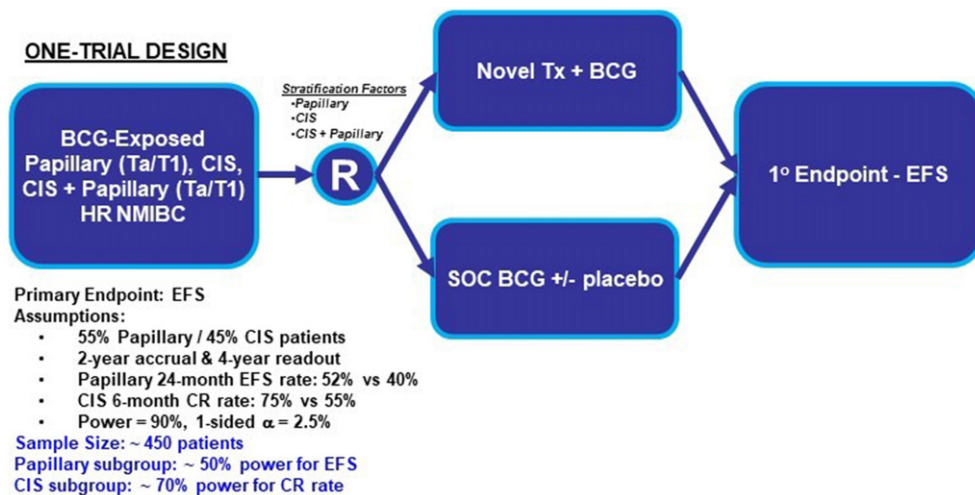 ONE-TRIAL DESIGN
BCG-Exposed
Papillary (Ta/T1), CIS,
CIS + Papillary (Ta/T1)
HR NMIBC
Stratification Factors
•Papillary
•CIS
•CIS + Papillary
R
Novel Tx + BCG
SOC BCG +/- placebo
1º Endpoint - EFS
Primary Endpoint: EFS
Assumptions:
• 55% Papillary / 45% CIS patients
• 2-year accrual & 4-year readout
• Papillary 24-month EFS rate: 52% vs 40%
• CIS 6-month CR rate: 75% vs 55%
• Power = 90%, 1-sided α = 2.5%
Sample Size: ~ 450 patients
Papillary subgroup: ~ 50% power for EFS
CIS subgroup: ~ 70% power for CR rate